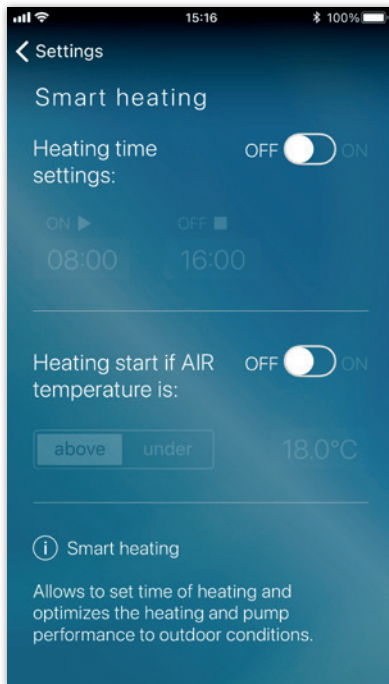 15:16 100%
Settings
Smart heating
Heating time OFF ON
settings:
ON OFF
08:00 16:00
Heating start if AIR OFF ON
temperature is:
above under 18.0°C
i Smart heating
Allows to set time of heating and
optimizes the heating and pump
performance to outdoor conditions.